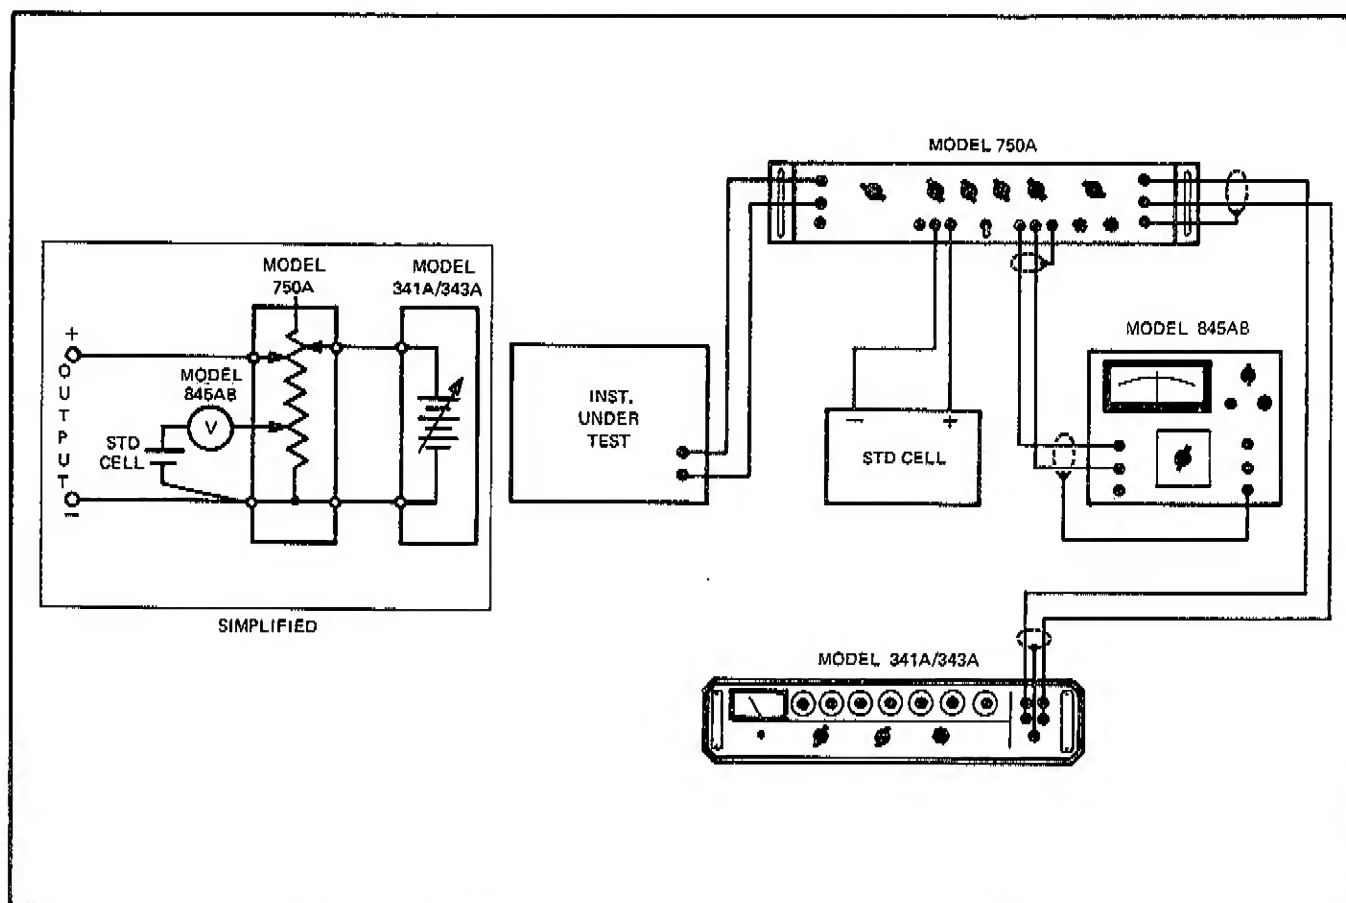 MODEL 750A
MODEL
750A
MODEL
341A/343A
+
OUTPUT
−
MODEL
845AB
V
STD
CELL
SIMPLIFIED
INST.
UNDER
TEST
− +
STD CELL
MODEL 845AB
MODEL 341A/343A